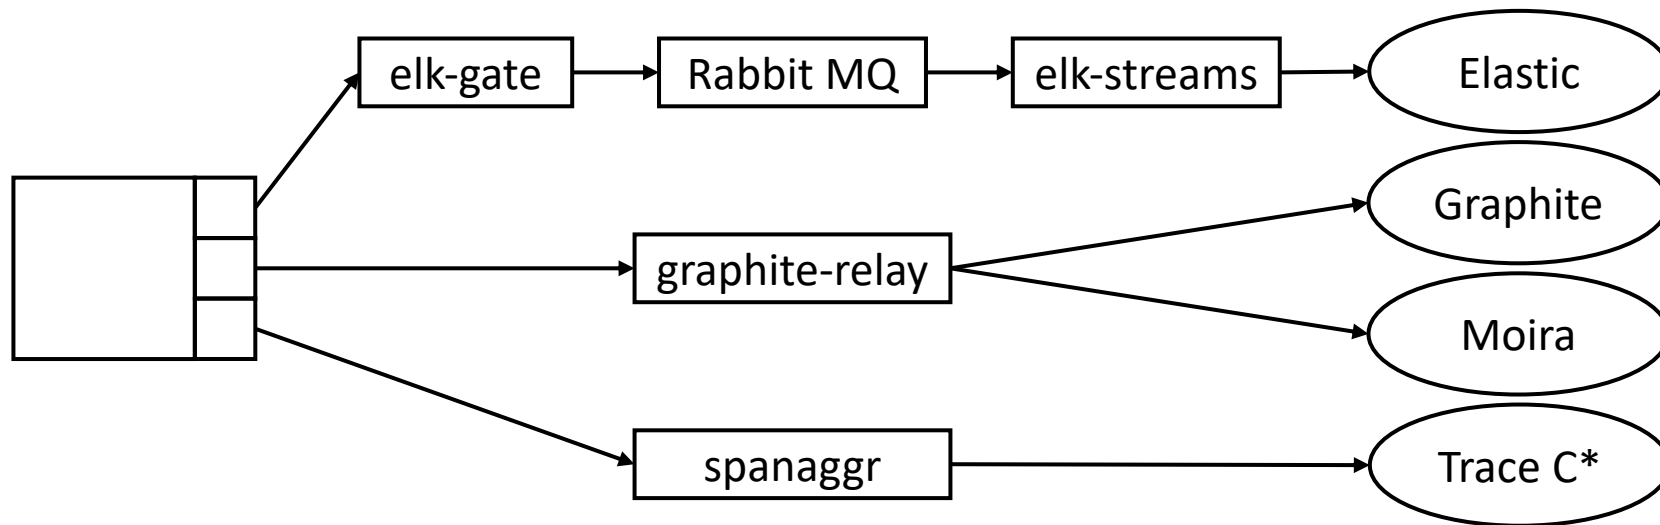 elk-gate
Rabbit MQ
elk-streams
Elastic
Graphite
graphite-relay
Moira
spanaggr
Trace C*